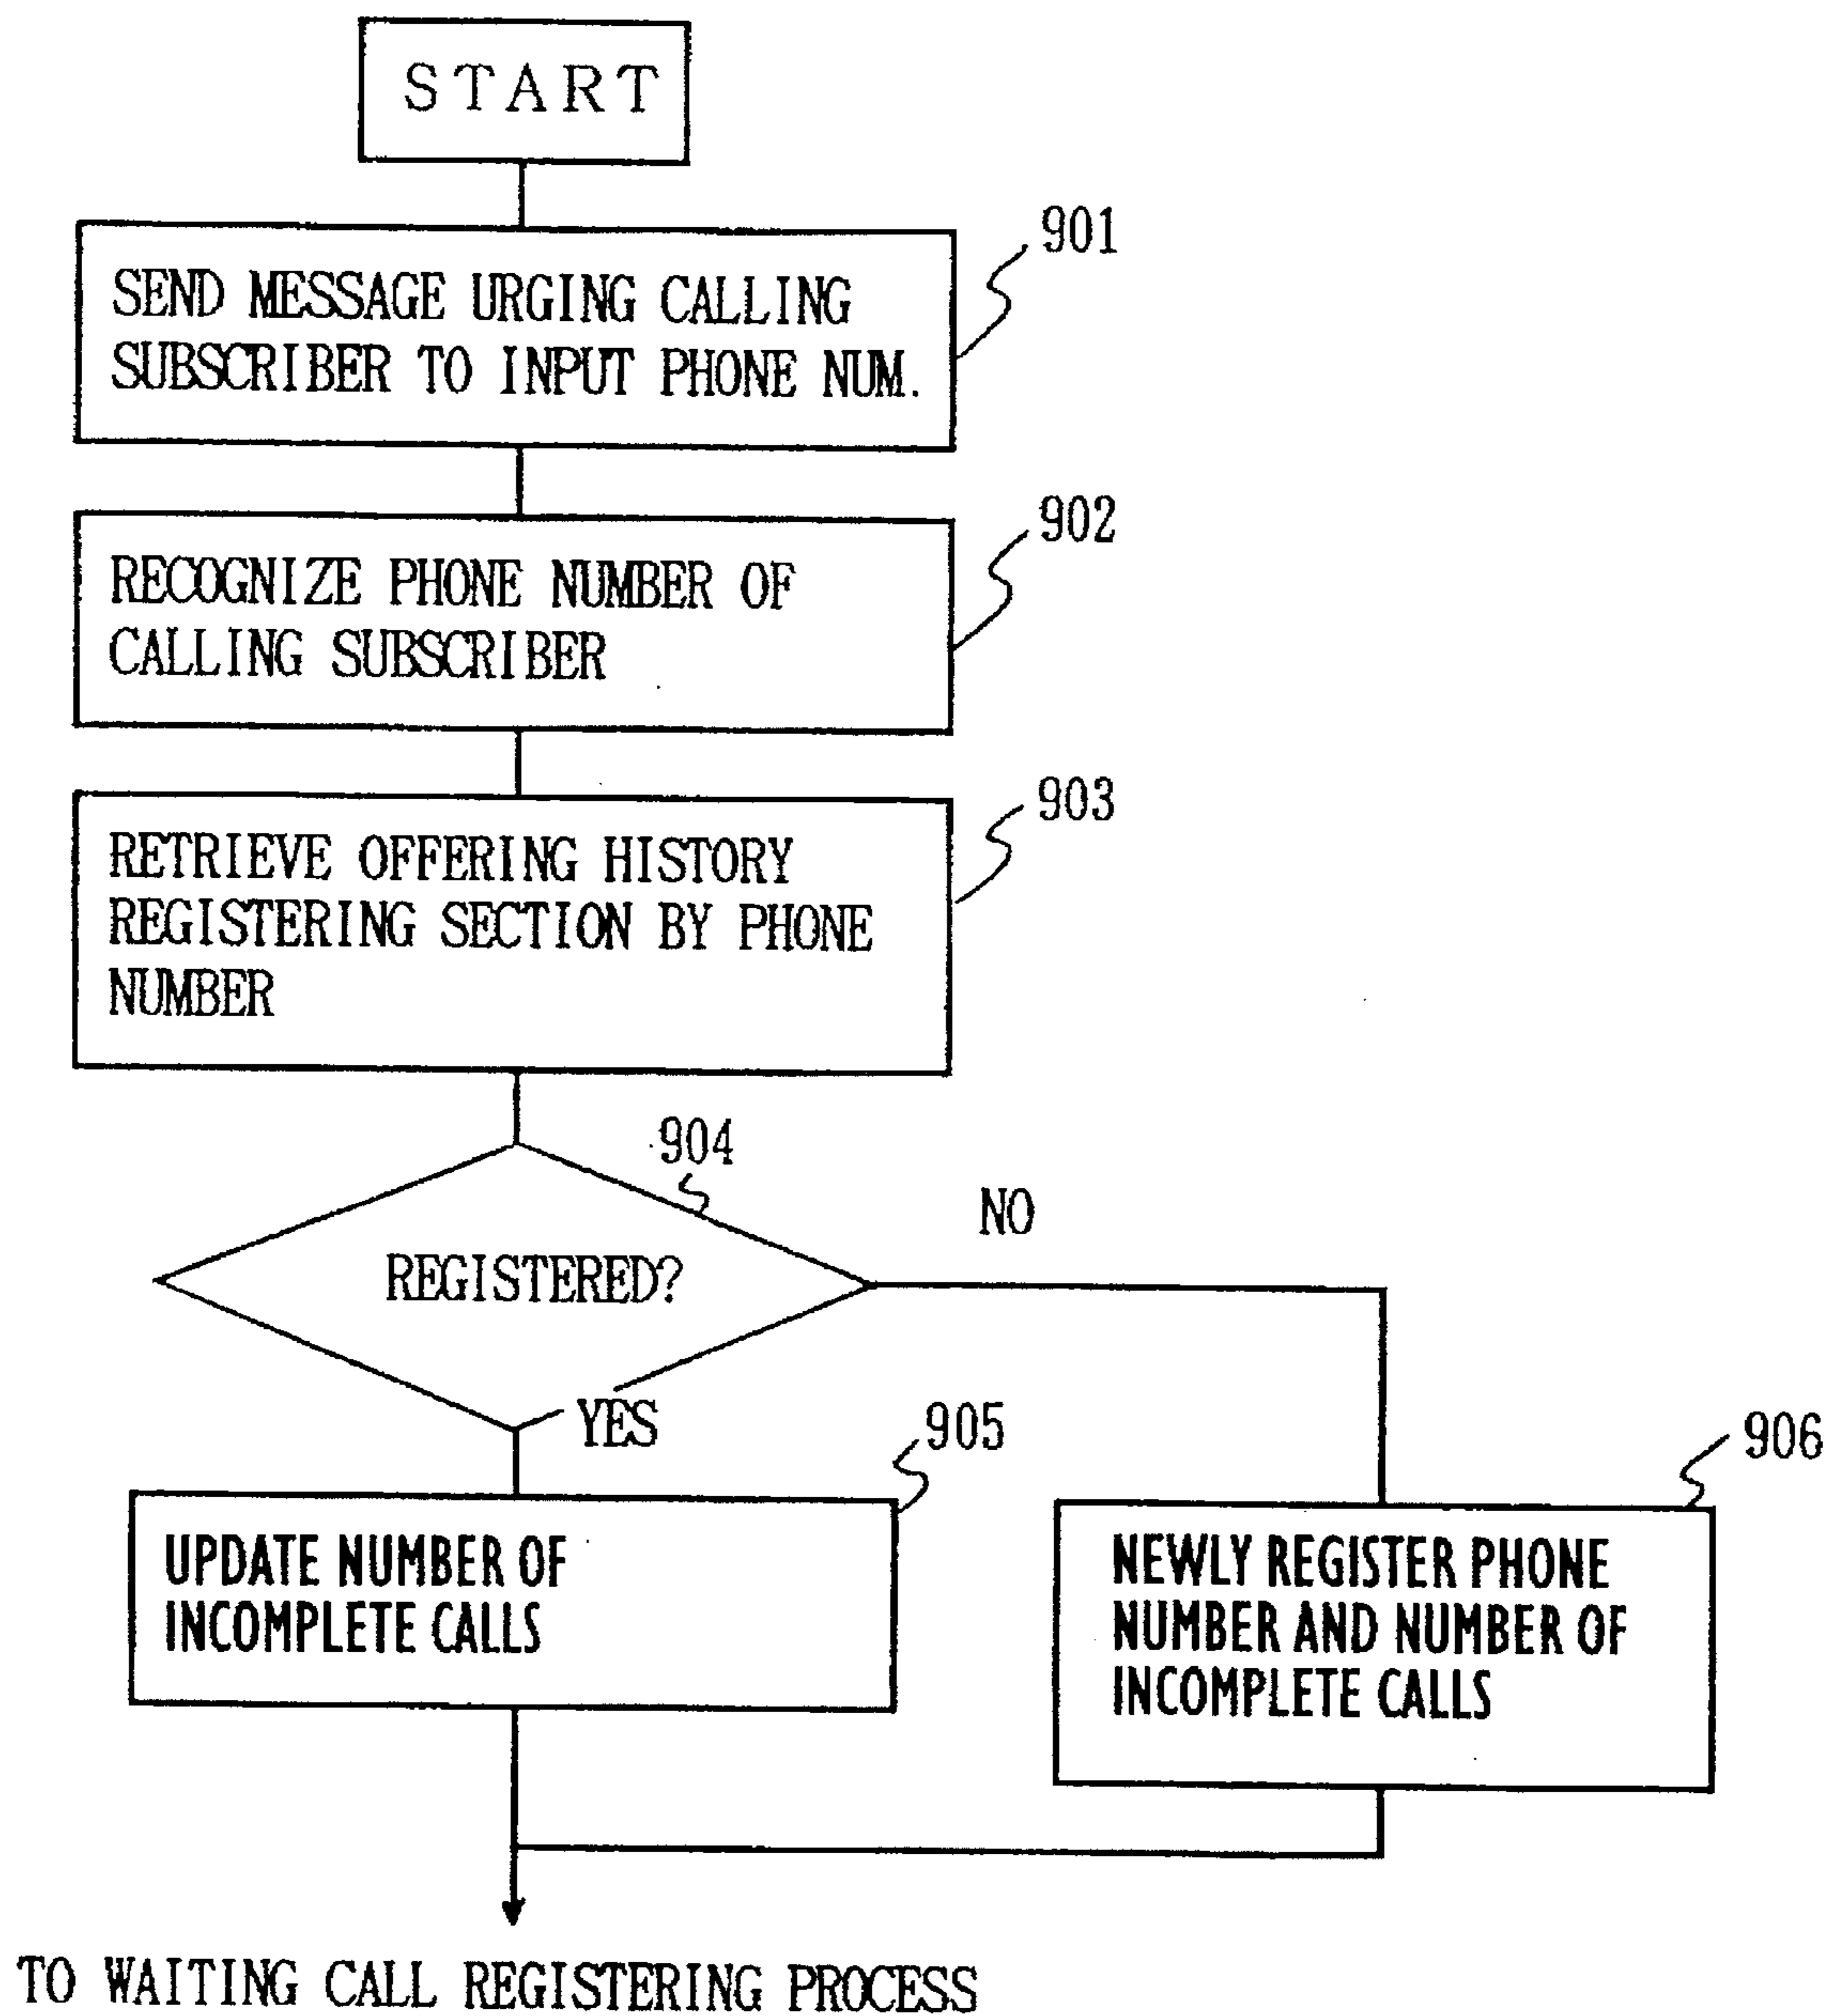 START
901
SEND MESSAGE URGING CALLING
SUBSCRIBER TO INPUT PHONE NUM.
902
RECOGNIZE PHONE NUMBER OF
CALLING SUBSCRIBER
903
RETRIEVE OFFERING HISTORY
REGISTERING SECTION BY PHONE
NUMBER
904
NO
REGISTERED?
YES
905
906
UPDATE NUMBER OF
INCOMPLETE CALLS
NEWLY REGISTER PHONE
NUMBER AND NUMBER OF
INCOMPLETE CALLS
TO WAITING CALL REGISTERING PROCESS